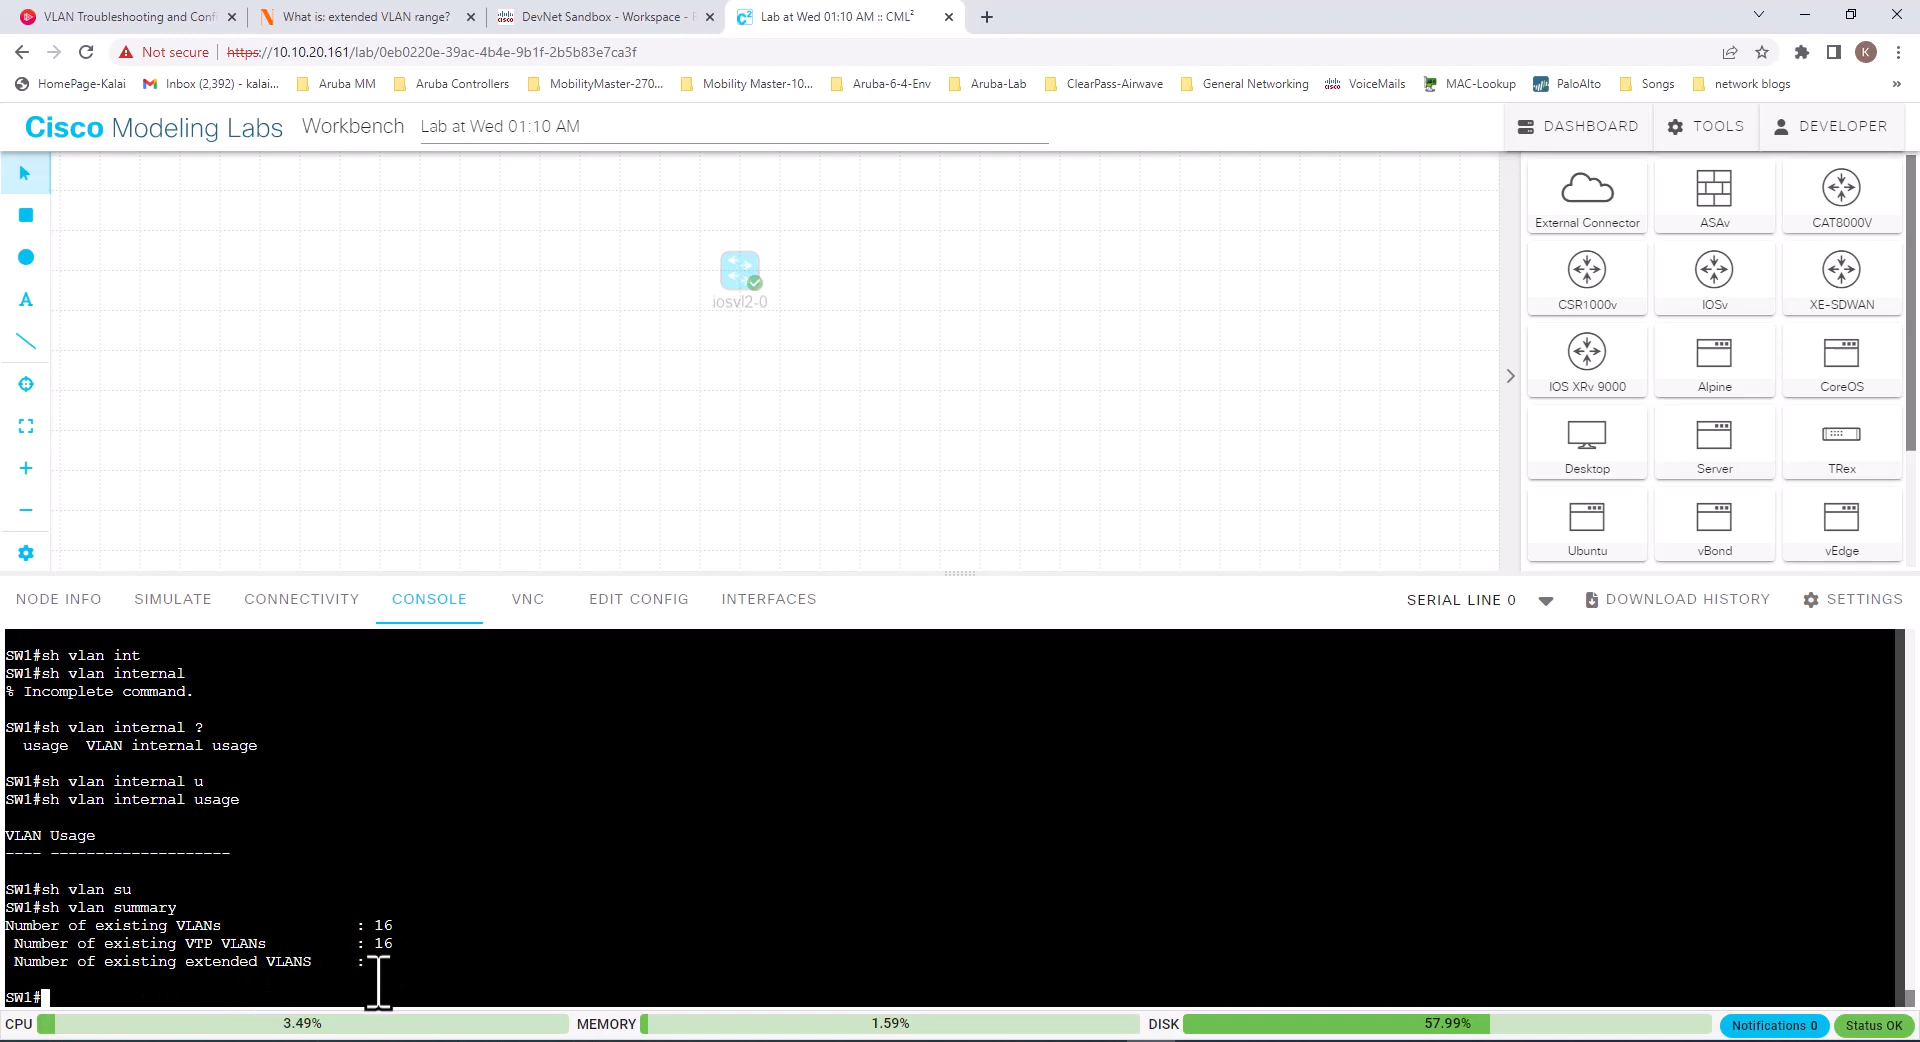 VLAN Troubleshooting and Conf
What is: extended VLAN range?
DevNet Sandbox - Workspace -
Lab at Wed 01:10 AM :: CML²
Not secure
https://10.10.20.161/lab/0eb0220e-39ac-4b4e-9b1f-2b5b83e7ca3f
K
HomePage-Kalai
Inbox (2,392) - kalai...
Aruba MM
Aruba Controllers
MobilityMaster-270...
Mobility Master-10...
Aruba-6-4-Env
Aruba-Lab
ClearPass-Airwave
General Networking
VoiceMails
MAC-Lookup
PaloAlto
Songs
network blogs
»
Cisco Modeling Labs
Workbench
Lab at Wed 01:10 AM
DASHBOARD
TOOLS
DEVELOPER
A
iosvl2-0
External Connector
ASAv
CAT8000V
CSR1000v
IOSv
XE-SDWAN
IOS XRv 9000
Alpine
CoreOS
Desktop
Server
TRex
Ubuntu
vBond
vEdge
NODE INFO
SIMULATE
CONNECTIVITY
CONSOLE
VNC
EDIT CONFIG
INTERFACES
SERIAL LINE 0
DOWNLOAD HISTORY
SETTINGS
SW1#sh vlan int
SW1#sh vlan internal
% Incomplete command.
SW1#sh vlan internal ?
usage  VLAN internal usage
SW1#sh vlan internal u
SW1#sh vlan internal usage
VLAN Usage
---- --------------------
SW1#sh vlan su
SW1#sh vlan summary
Number of existing VLANs : 16
Number of existing VTP VLANs : 16
Number of existing extended VLANS :
SW1#
CPU 3.49%
MEMORY 1.59%
DISK 57.99%
Notifications 0
Status OK